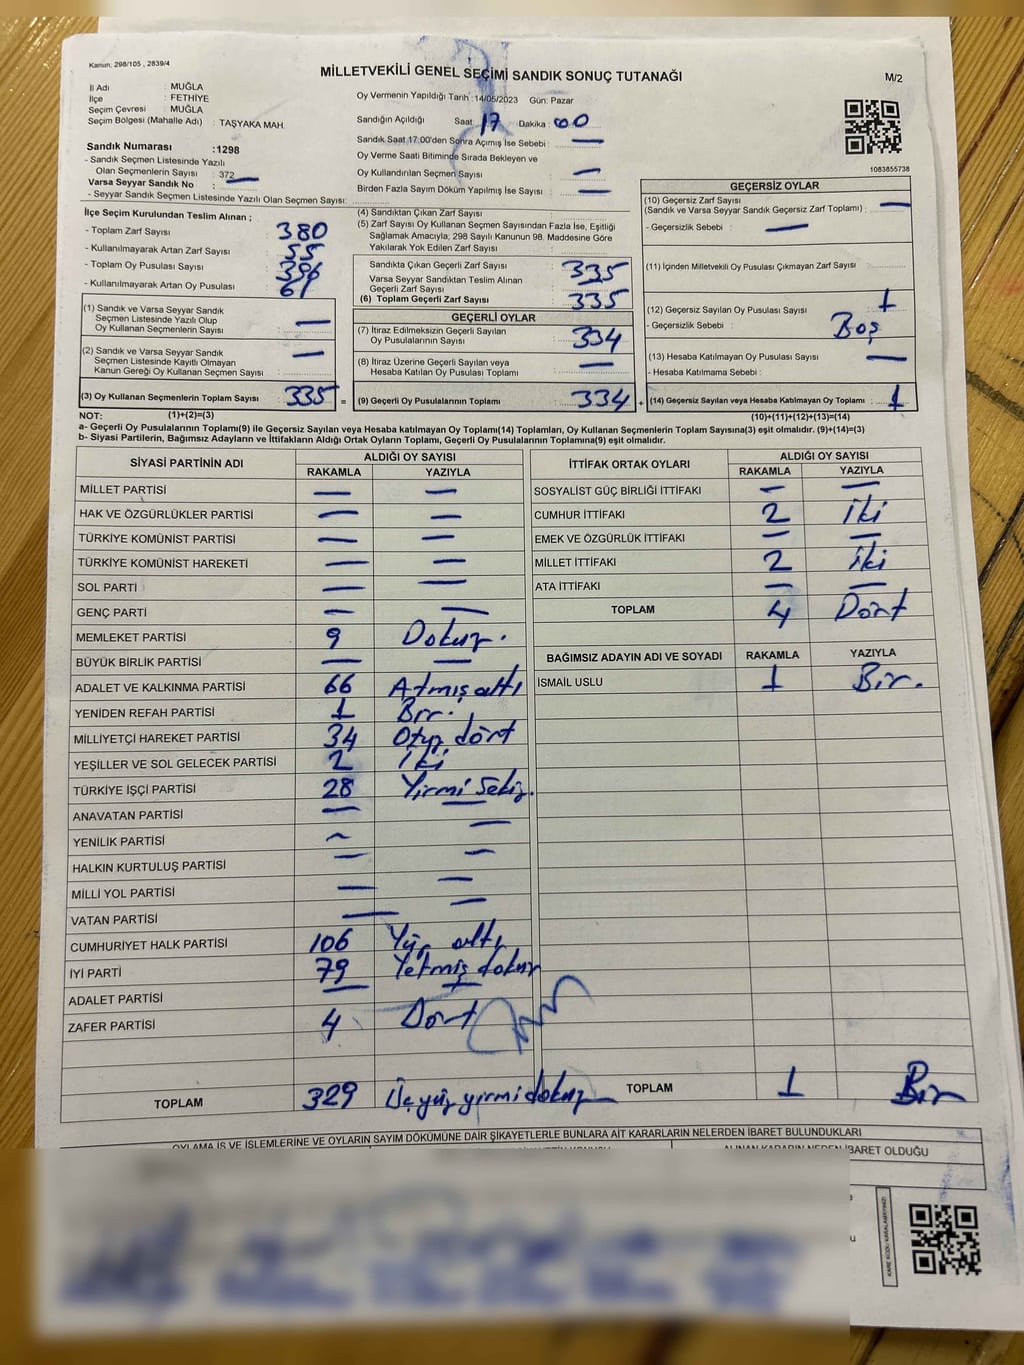 Kanun: 298/105 , 2839/4
MİLLETVEKİLİ GENEL SEÇİMİ SANDIK SONUÇ TUTANAĞI
M/2
İl Adı : MUĞLA
İlçe : FETHİYE
Seçim Çevresi : MUĞLA
Seçim Bölgesi (Mahalle Adı) : TAŞYAKA MAH.
Sandık Numarası :1298
- Sandık Seçmen Listesinde Yazılı
Olan Seçmenlerin Sayısı : 372
Varsa Seyyar Sandık No : —
- Seyyar Sandık Seçmen Listesinde Yazılı Olan Seçmen Sayısı:
Oy Vermenin Yapıldığı Tarih :14/05/2023 Gün: Pazar
Sandığın Açıldığı Saat: 17 Dakika : 00
Sandık Saat 17:00'den Sonra Açımış İse Sebebi : —
Oy Verme Saati Bitiminde Sırada Bekleyen ve
Oy Kullandırılan Seçmen Sayısı : —
Birden Fazla Sayım Döküm Yapılmış İse Sayısı : —
1083855738
İlçe Seçim Kurulundan Teslim Alınan ;
- Toplam Zarf Sayısı : 380
- Kullanılmayarak Artan Zarf Sayısı : 55
- Toplam Oy Pusulası Sayısı : 396
- Kullanılmayarak Artan Oy Pusulası : 61
(1) Sandık ve Varsa Seyyar Sandık
Seçmen Listesinde Yazılı Olup
Oy Kullanan Seçmenlerin Sayısı : —
(2) Sandık ve Varsa Seyyar Sandık
Seçmen Listesinde Kayıtlı Olmayan
Kanun Gereği Oy Kullanan Seçmen Sayısı : —
(3) Oy Kullanan Seçmenlerin Toplam Sayısı : 335 =
(4) Sandıktan Çıkan Zarf Sayısı :
(5) Zarf Sayısı Oy Kullanan Seçmen Sayısından Fazla İse, Eşitliği
Sağlamak Amacıyla; 298 Sayılı Kanunun 98. Maddesine Göre
Yakılarak Yok Edilen Zarf Sayısı :
Sandıkta Çıkan Geçerli Zarf Sayısı : 335
Varsa Seyyar Sandıktan Teslim Alınan
Geçerli Zarf Sayısı : —
(6) Toplam Geçerli Zarf Sayısı : 335
GEÇERLİ OYLAR
(7) İtiraz Edilmeksizin Geçerli Sayılan
Oy Pusulalarının Sayısı : 334
(8) İtiraz Üzerine Geçerli Sayılan veya
Hesaba Katılan Oy Pusulası Toplamı : —
(9) Geçerli Oy Pusulalarının Toplamı : 334 +
GEÇERSİZ OYLAR
(10) Geçersiz Zarf Sayısı
(Sandık ve Varsa Seyyar Sandık Geçersiz Zarf Toplamı) : —
- Geçersizlik Sebebi : —
(11) İçinden Milletvekili Oy Pusulası Çıkmayan Zarf Sayısı :
(12) Geçersiz Sayılan Oy Pusulası Sayısı : 1
- Geçersizlik Sebebi : Boş
(13) Hesaba Katılmayan Oy Pusulası Sayısı : —
- Hesaba Katılmama Sebebi :
(14) Geçersiz Sayılan veya Hesaba Katılmayan Oy Toplamı : 1
NOT: (1)+(2)=(3) (10)+(11)+(12)+(13)=(14)
a- Geçerli Oy Pusulalarının Toplamı(9) ile Geçersiz Sayılan veya Hesaba Katılmayan Oy Toplamı(14) Toplamları, Oy Kullanan Seçmenlerin Toplam Sayısına(3) eşit olmalıdır. (9)+(14)=(3)
b- Siyasi Partilerin, Bağımsız Adayların ve İttifakların Aldığı Ortak Oyların Toplamı, Geçerli Oy Pusulalarının Toplamına(9) eşit olmalıdır.
SİYASİ PARTİNİN ADI ALDIĞI OY SAYISI
RAKAMLA YAZIYLA
MİLLET PARTİSİ — —
HAK VE ÖZGÜRLÜKLER PARTİSİ — —
TÜRKİYE KOMÜNİST PARTİSİ — —
TÜRKİYE KOMÜNİST HAREKETİ — —
SOL PARTİ — —
GENÇ PARTİ — —
MEMLEKET PARTİSİ 9 Dokuz.
BÜYÜK BİRLİK PARTİSİ — —
ADALET VE KALKINMA PARTİSİ 66 Atmış altı
YENİDEN REFAH PARTİSİ 1 Bir.
MİLLİYETÇİ HAREKET PARTİSİ 34 Otuz dört
YEŞİLLER VE SOL GELECEK PARTİSİ 2 İki
TÜRKİYE İŞÇİ PARTİSİ 28 Yirmi Sekiz.
ANAVATAN PARTİSİ — —
YENİLİK PARTİSİ — —
HALKIN KURTULUŞ PARTİSİ — —
MİLLİ YOL PARTİSİ — —
VATAN PARTİSİ — —
CUMHURİYET HALK PARTİSİ 106 Yüz altı
İYİ PARTİ 79 Yetmiş dokuz
ADALET PARTİSİ — —
ZAFER PARTİSİ 4 Dört
TOPLAM 329 Üç yüz yirmi dokuz
İTTİFAK ORTAK OYLARI ALDIĞI OY SAYISI
RAKAMLA YAZIYLA
SOSYALİST GÜÇ BİRLİĞİ İTTİFAKI — —
CUMHUR İTTİFAKI 2 İki
EMEK VE ÖZGÜRLÜK İTTİFAKI — —
MİLLET İTTİFAKI 2 İki
ATA İTTİFAKI — —
TOPLAM 4 Dört
BAĞIMSIZ ADAYIN ADI VE SOYADI RAKAMLA YAZIYLA
İSMAİL USLU 1 Bir.
TOPLAM 1 Bir
OYLAMA İŞ VE İŞLEMLERİNE VE OYLARIN SAYIM DÖKÜMÜNE DAİR ŞİKAYETLERLE BUNLARA AİT KARARLARIN NELERDEN İBARET BULUNDUKLARI
ALINAN KARARIN NEDEN İBARET OLDUĞU